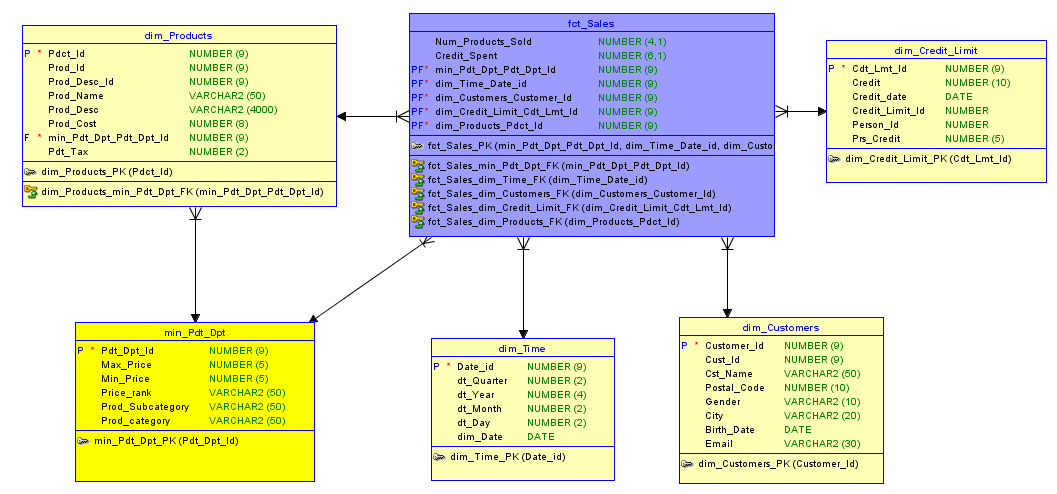 dim_Products
P * Pdct_Id NUMBER (9)
Prod_Id NUMBER (9)
Prod_Desc_Id NUMBER (9)
Prod_Name VARCHAR2 (50)
Prod_Desc VARCHAR2 (4000)
Prod_Cost NUMBER (8)
F * min_Pdt_Dpt_Pdt_Dpt_Id NUMBER (9)
Pdt_Tax NUMBER (2)
dim_Products_PK (Pdct_Id)
dim_Products_min_Pdt_Dpt_FK (min_Pdt_Dpt_Pdt_Dpt_Id)
fct_Sales
Num_Products_Sold NUMBER (4,1)
Credit_Spent NUMBER (6,1)
PF* min_Pdt_Dpt_Pdt_Dpt_Id NUMBER (9)
PF* dim_Time_Date_id NUMBER (9)
PF* dim_Customers_Customer_Id NUMBER (9)
PF* dim_Credit_Limit_Cdt_Lmt_Id NUMBER (9)
PF* dim_Products_Pdct_Id NUMBER (9)
fct_Sales_PK (min_Pdt_Dpt_Pdt_Dpt_Id, dim_Time_Date_id, dim_Custo
fct_Sales_min_Pdt_Dpt_FK (min_Pdt_Dpt_Pdt_Dpt_Id)
fct_Sales_dim_Time_FK (dim_Time_Date_id)
fct_Sales_dim_Customers_FK (dim_Customers_Customer_Id)
fct_Sales_dim_Credit_Limit_FK (dim_Credit_Limit_Cdt_Lmt_Id)
fct_Sales_dim_Products_FK (dim_Products_Pdct_Id)
dim_Credit_Limit
P * Cdt_Lmt_Id NUMBER (9)
Credit NUMBER (10)
Credit_date DATE
Credit_Limit_Id NUMBER
Person_Id NUMBER
Prs_Credit NUMBER (5)
dim_Credit_Limit_PK (Cdt_Lmt_Id)
min_Pdt_Dpt
P * Pdt_Dpt_Id NUMBER (9)
Max_Price NUMBER (5)
Min_Price NUMBER (5)
Price_rank VARCHAR2 (50)
Prod_Subcategory VARCHAR2 (50)
Prod_category VARCHAR2 (50)
min_Pdt_Dpt_PK (Pdt_Dpt_Id)
dim_Time
P * Date_id NUMBER (9)
dt_Quarter NUMBER (2)
dt_Year NUMBER (4)
dt_Month NUMBER (2)
dt_Day NUMBER (2)
dim_Date DATE
dim_Time_PK (Date_id)
dim_Customers
P * Customer_Id NUMBER (9)
Cust_Id NUMBER (9)
Cst_Name VARCHAR2 (50)
Postal_Code NUMBER (10)
Gender VARCHAR2 (10)
City VARCHAR2 (20)
Birth_Date DATE
Email VARCHAR2 (30)
dim_Customers_PK (Customer_Id)